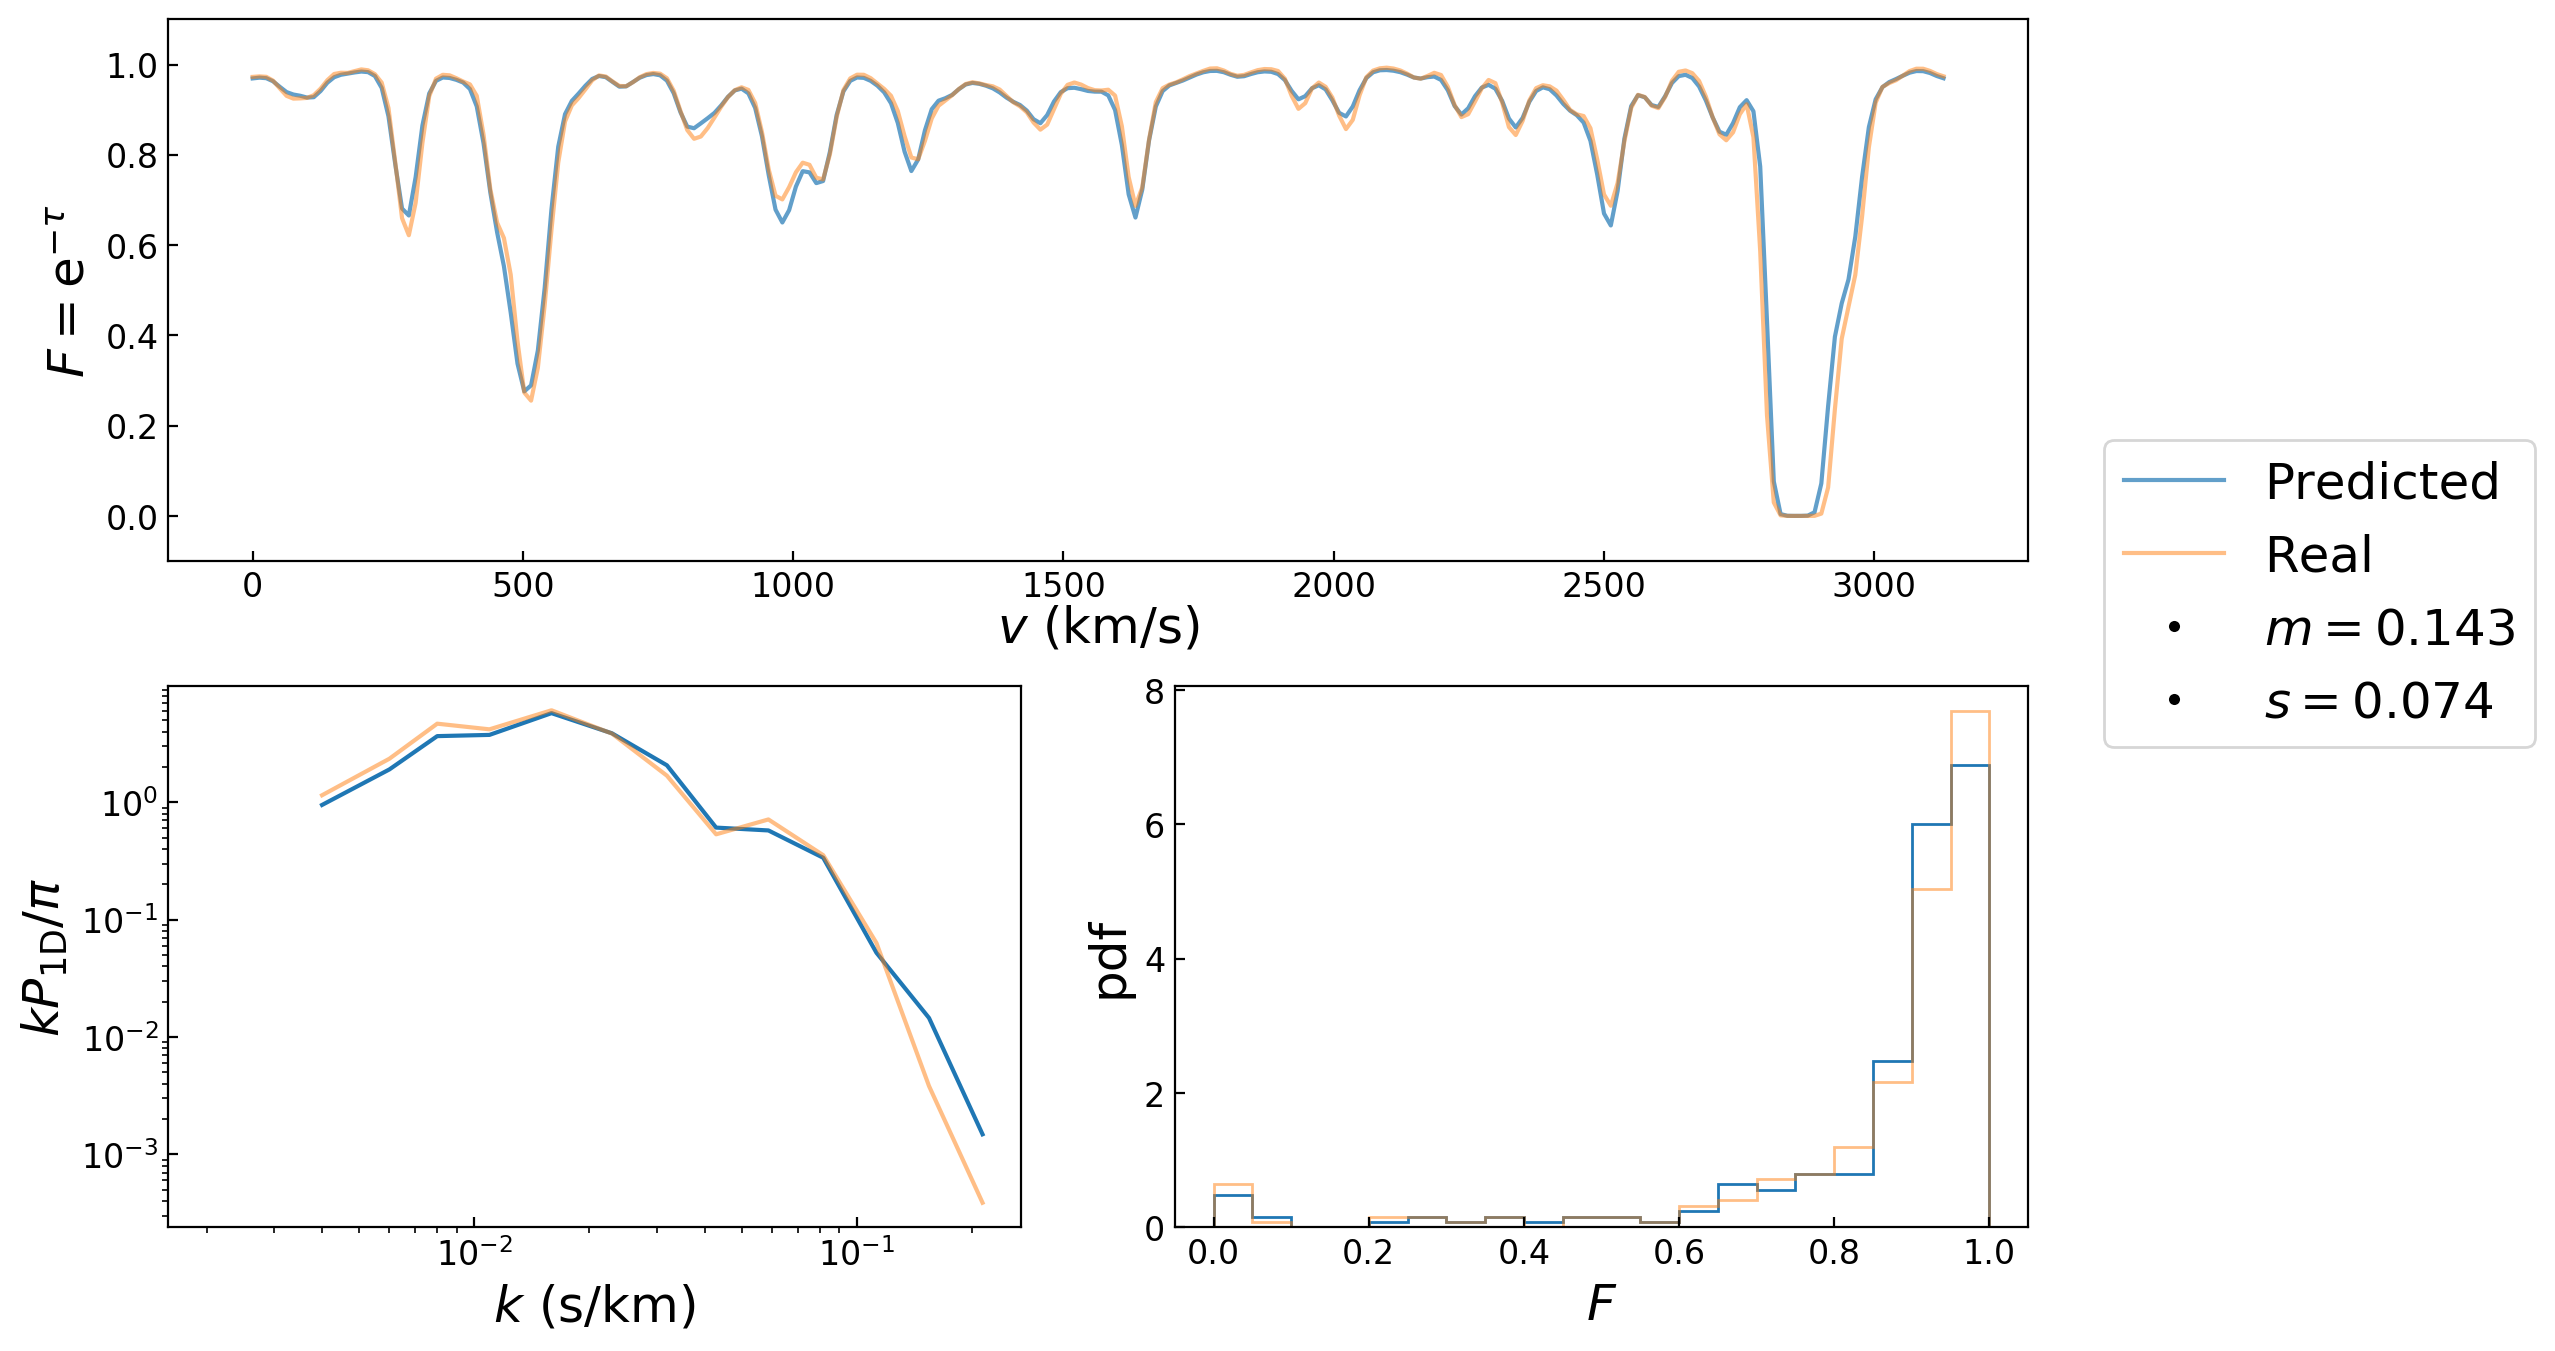 1.0
0.8
0.6
0.4
0.2
0.0
F = e^{−τ}
0 500 1000 1500 2000 2500 3000
v (km/s)
Predicted
Real
m = 0.143
s = 0.074
10^0
10^{−1}
10^{−2}
10^{−3}
kP_{1D}/π
10^{−2} 10^{−1}
k (s/km)
8
6
4
2
0
pdf
0.0 0.2 0.4 0.6 0.8 1.0
F